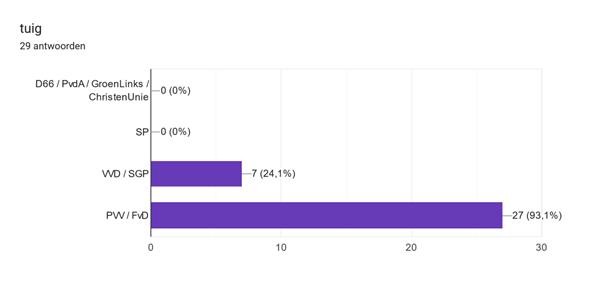 tuig
29 antwoorden
D66 / PvdA / GroenLinks /
ChristenUnie
0 (0%)
SP
0 (0%)
VVD / SGP
7 (24,1%)
PVV / FvD
27 (93,1%)
0
10
20
30